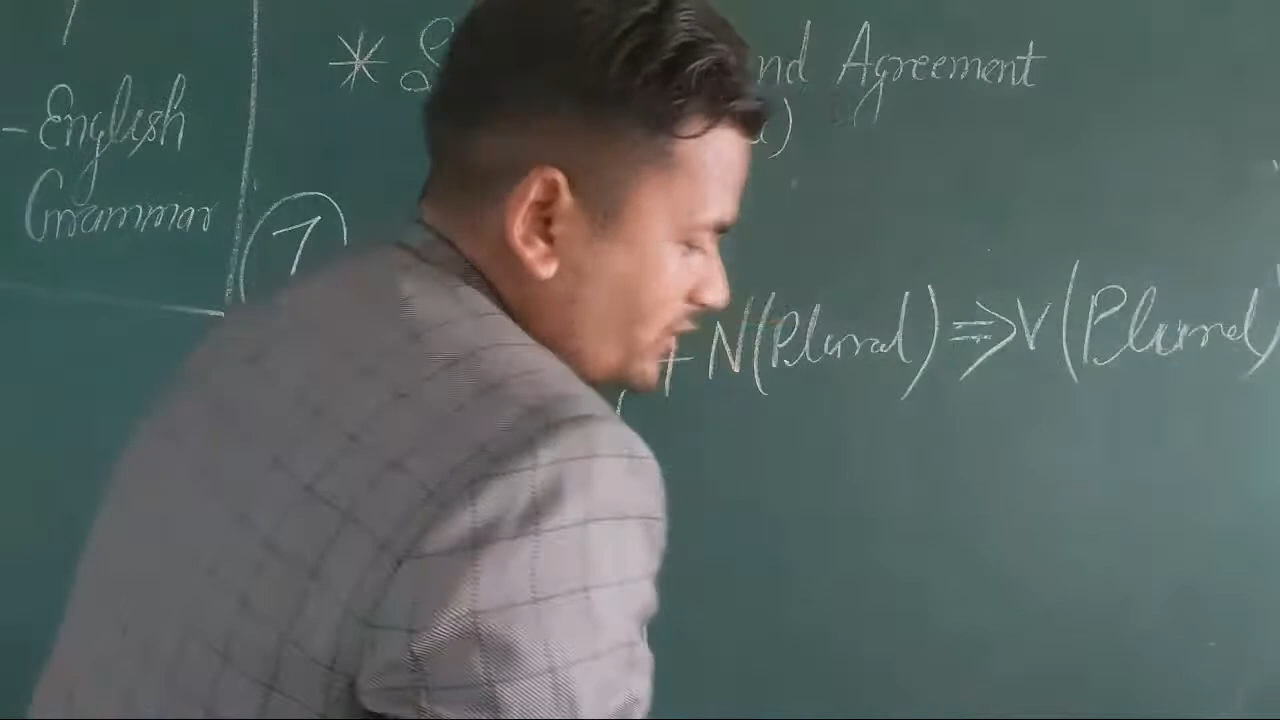 * nd Agreement
- English
Grammar
7
+ N(Plural) => V(Plural)